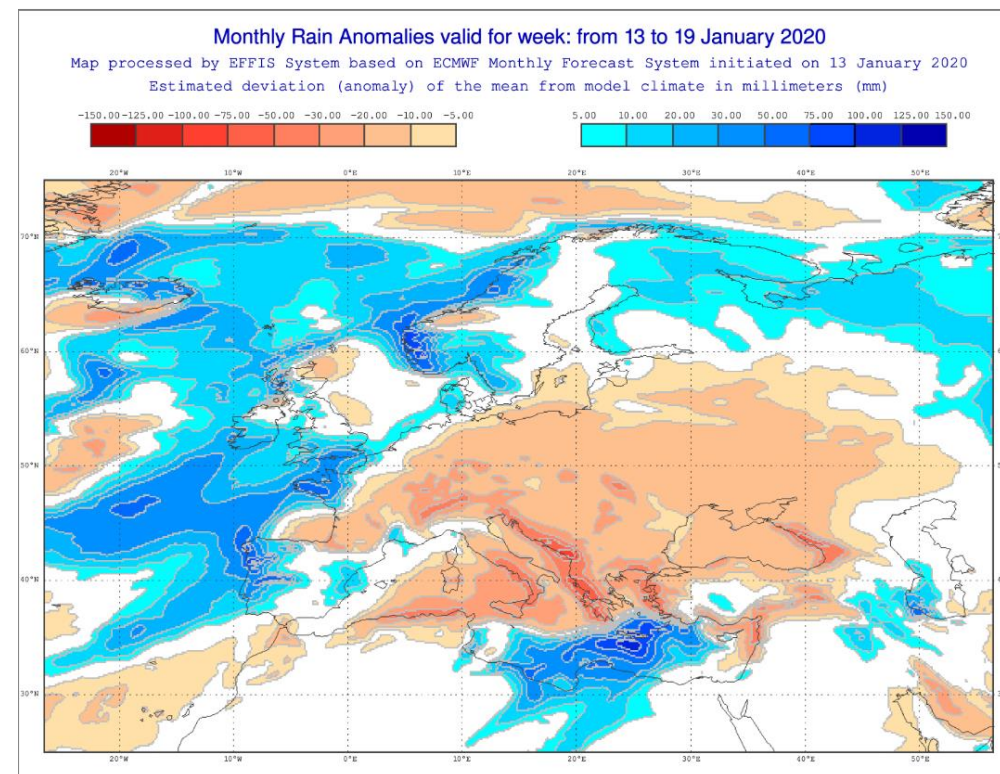 Monthly Rain Anomalies valid for week: from 13 to 19 January 2020
Map processed by EFFIS System based on ECMWF Monthly Forecast System initiated on 13 January 2020
Estimated deviation (anomaly) of the mean from model climate in millimeters (mm)
-150.00-125.00-100.00-75.00-50.00-30.00-20.00-10.00-5.00 5.00 10.00 20.00 30.00 50.00 75.00 100.00 125.00 150.00
20°W 10°W 0°W 10°W 20°W 30°W 40°W 50°W
70°N
60°N
50°N
40°N
30°N
20°W 10°W 0°W 10°W 20°W 30°W 40°W 50°W